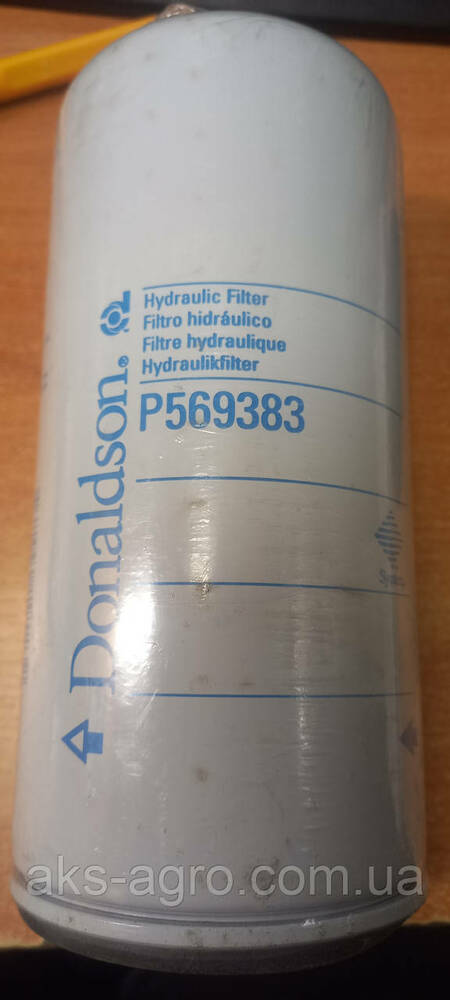 Hydraulic Filter
Filtro hidráulico
Filtre hydraulique
Hydraulikfilter
P569383
Donaldson®
aks-agro.com.ua